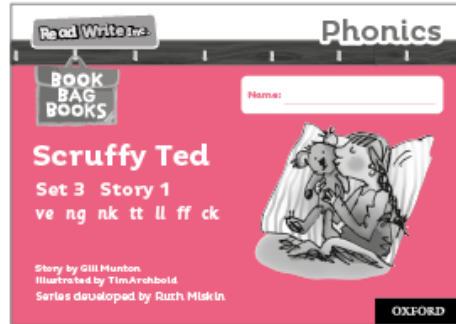 Read Write Inc.
Phonics
BOOK
BAG
BOOKS
Name:
Scruffy Ted
Set 3 Story 1
ve ng nk tt ll ff ck
Story by Gill Munton
Illustrated by Tim Archbold
Series developed by Ruth Miskin
OXFORD